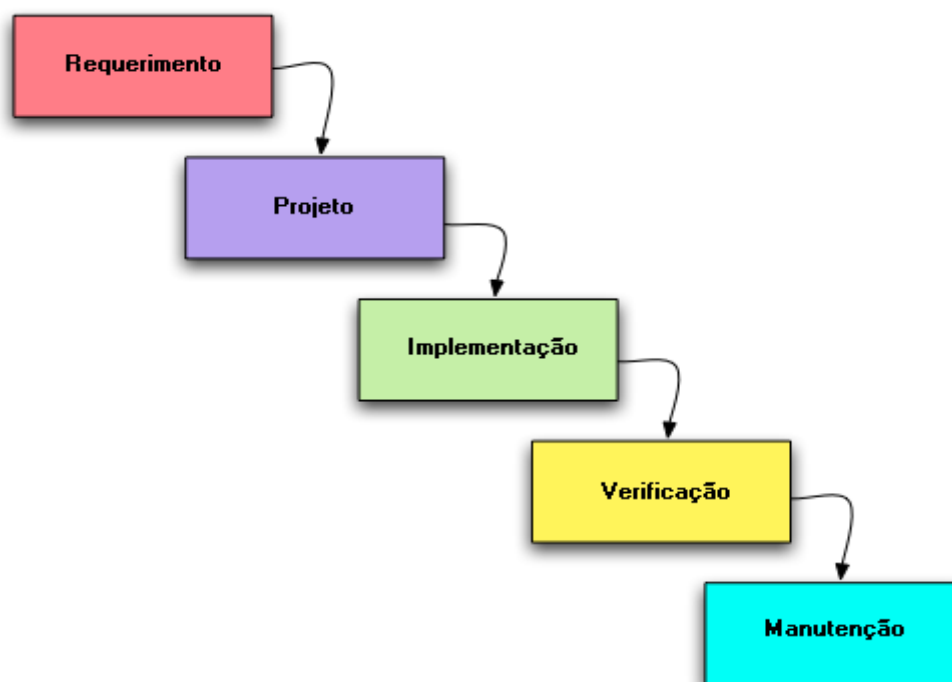 Requerimento
Projeto
Implementação
Verificação
Manutenção